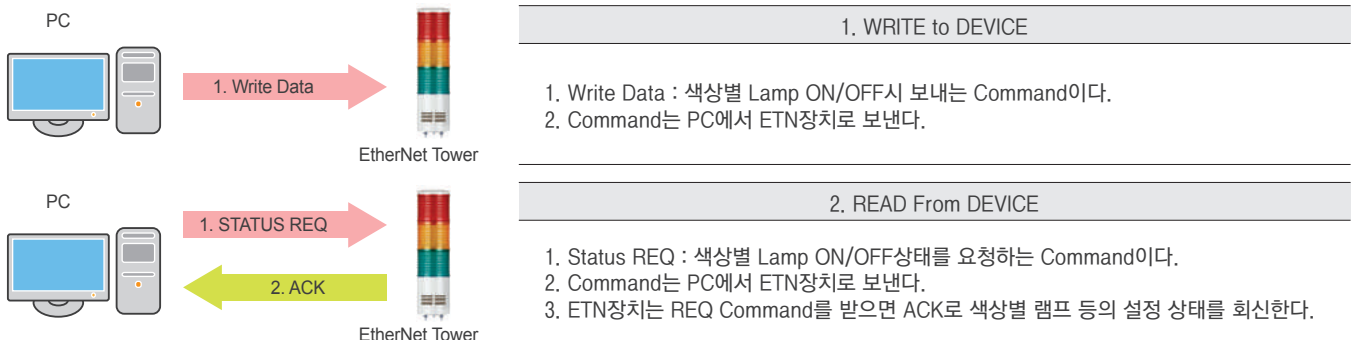 PC
1. Write Data
EtherNet Tower
1. WRITE to DEVICE
1. Write Data : 색상별 Lamp ON/OFF시 보내는 Command이다.
2. Command는 PC에서 ETN장치로 보낸다.
PC
1. STATUS REQ
2. ACK
EtherNet Tower
2. READ From DEVICE
1. Status REQ : 색상별 Lamp ON/OFF상태를 요청하는 Command이다.
2. Command는 PC에서 ETN장치로 보낸다.
3. ETN장치는 REQ Command를 받으면 ACK로 색상별 램프 등의 설정 상태를 회신한다.